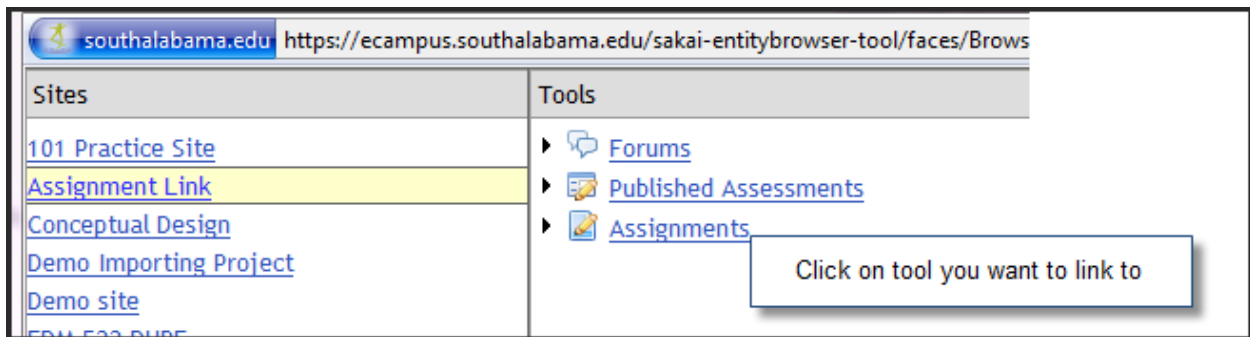 southalabama.edu https://ecampus.southalabama.edu/sakai-entitybrowser-tool/faces/Brows
Sites
Tools
101 Practice Site
Assignment Link
Conceptual Design
Demo Importing Project
Demo site
Forums
Published Assessments
Assignments
Click on tool you want to link to